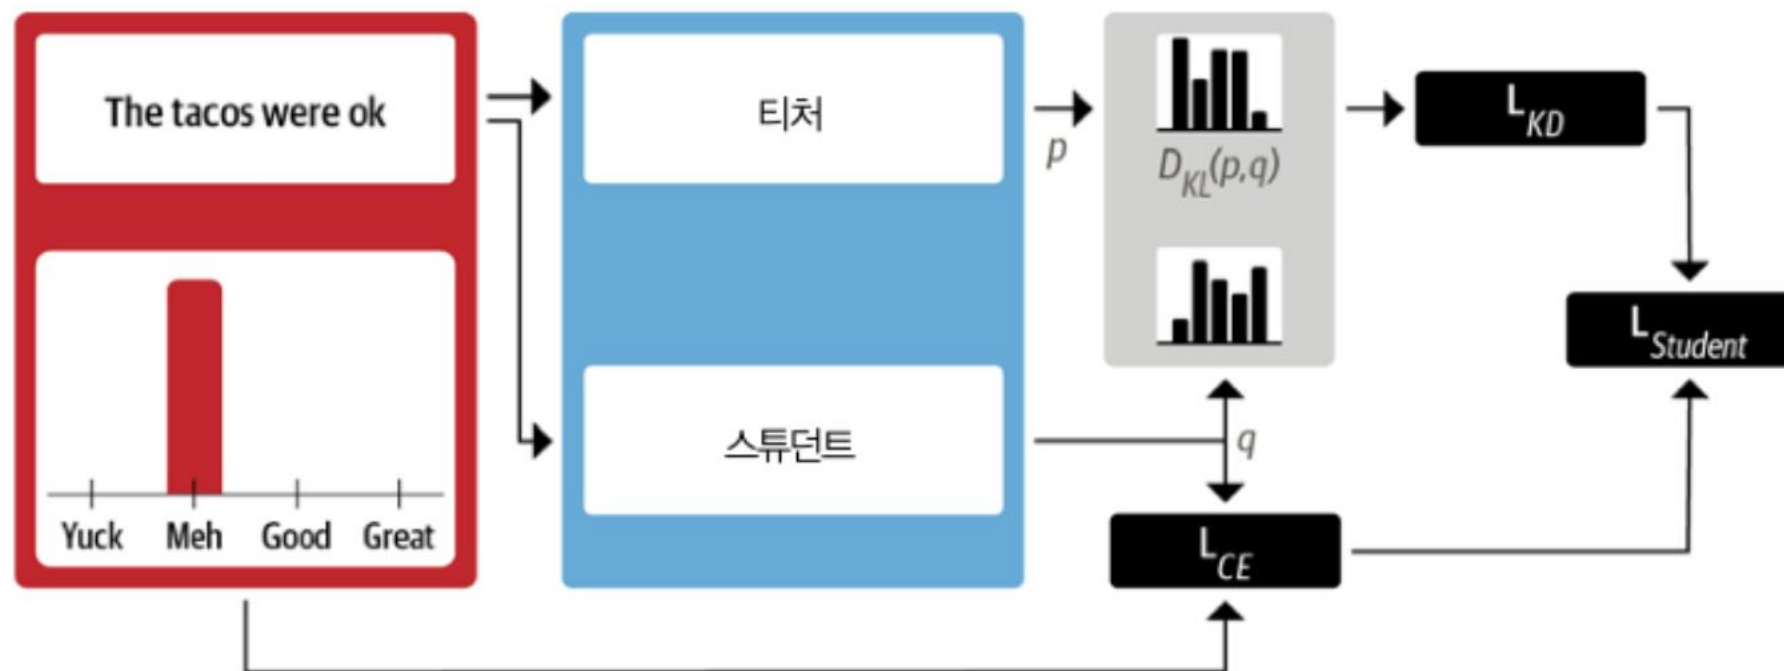 The tacos were ok
Yuck Meh Good Great
티처
스튜던트
p
D_KL(p,q)
q
L_KD
L_CE
L_Student